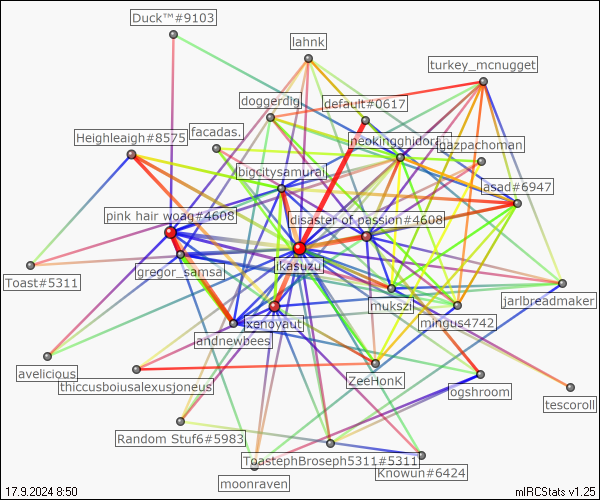 Duck™#9103
lahnk
turkey_mcnugget
doggerdig
default#0617
facadas.
Heighleaigh#8575
gazpachoman
bigcitysamurai
asad#6947
pink hair woag#4608
disaster of passion#4608
ikasuzu
gregor_samsa
Toast#5311
mukszi
jarlbreadmaker
xenoyaut
mingus4742
andnewbees
avelicious
thiccusboiusalexusjoneus
ZeeHonK
ogshroom
tescoroll
Random Stuf6#5983
ToastephBroseph5311#5311
Knowun#6424
moonraven
17.9.2024 8:50
mIRCStats v1.25